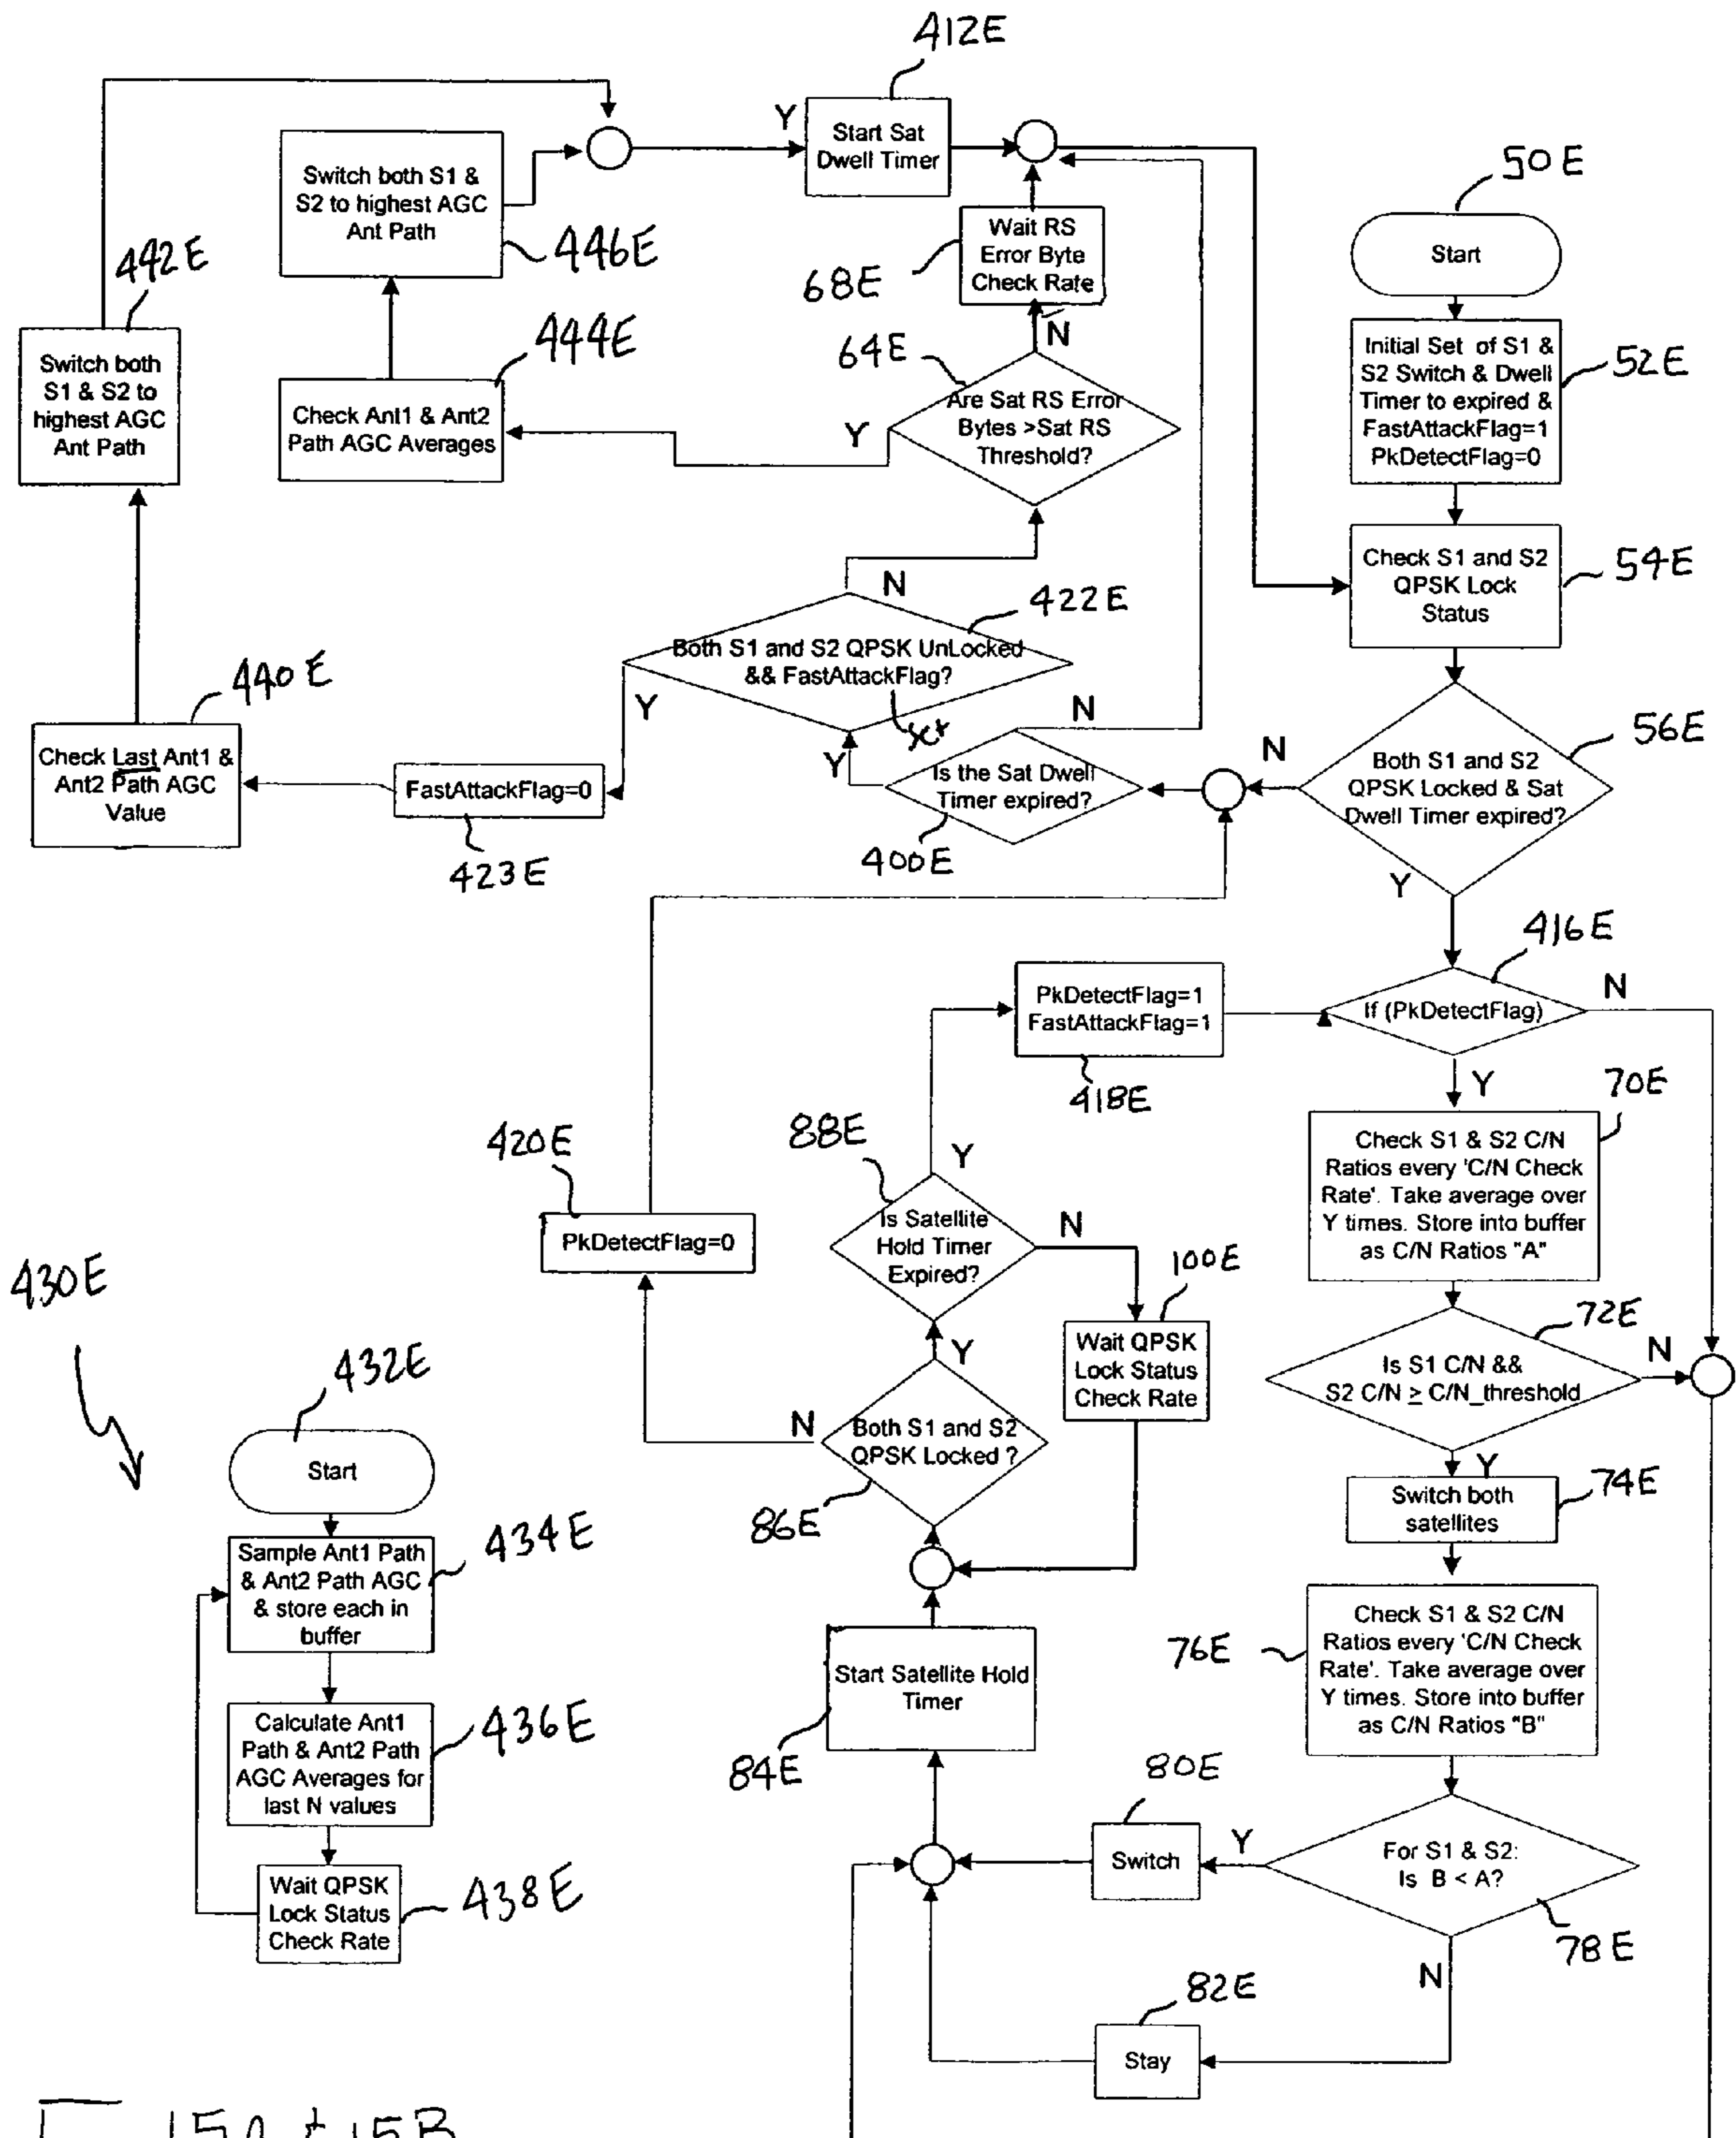 412E
Y
Start Sat
Dwell Timer
50E
Start
Switch both S1 &
S2 to highest AGC
Ant Path
446E
442E
Wait RS
Error Byte
Check Rate
68E
N
Initial Set of S1 &
S2 Switch & Dwell
Timer to expired &
FastAttackFlag=1
PkDetectFlag=0
52E
Switch both
S1 & S2 to
highest AGC
Ant Path
444E
Check Ant1 & Ant2
Path AGC Averages
64E
Are Sat RS Error
Bytes >Sat RS
Threshold?
Y
Check S1 and S2
QPSK Lock
Status
54E
N
422E
Both S1 and S2 QPSK UnLocked
&& FastAttackFlag?
set
Y
440E
Check Last Ant1 &
Ant2 Path AGC
Value
FastAttackFlag=0
423E
N
Y
Is the Sat Dwell
Timer expired?
400E
N
56E
Both S1 and S2
QPSK Locked & Sat
Dwell Timer expired?
Y
416E
If (PkDetectFlag)
N
Y
PkDetectFlag=1
FastAttackFlag=1
418E
70E
Check S1 & S2 C/N
Ratios every 'C/N Check
Rate'. Take average over
Y times. Store into buffer
as C/N Ratios "A"
420E
PkDetectFlag=0
88E
Y
Is Satellite
Hold Timer
Expired?
N
100E
Wait QPSK
Lock Status
Check Rate
72E
Is S1 C/N &&
S2 C/N ≥ C/N_threshold
N
Y
Y
N
Both S1 and S2
QPSK Locked ?
86E
Switch both
satellites
74E
430E
432E
Start
Sample Ant1 Path
& Ant2 Path AGC
& store each in
buffer
434E
Calculate Ant1
Path & Ant2 Path
AGC Averages for
last N values
436E
Wait QPSK
Lock Status
Check Rate
438E
Start Satellite Hold
Timer
84E
76E
Check S1 & S2 C/N
Ratios every 'C/N Check
Rate'. Take average over
Y times. Store into buffer
as C/N Ratios "B"
80E
Switch
Y
For S1 & S2:
Is B < A?
78E
N
82E
Stay